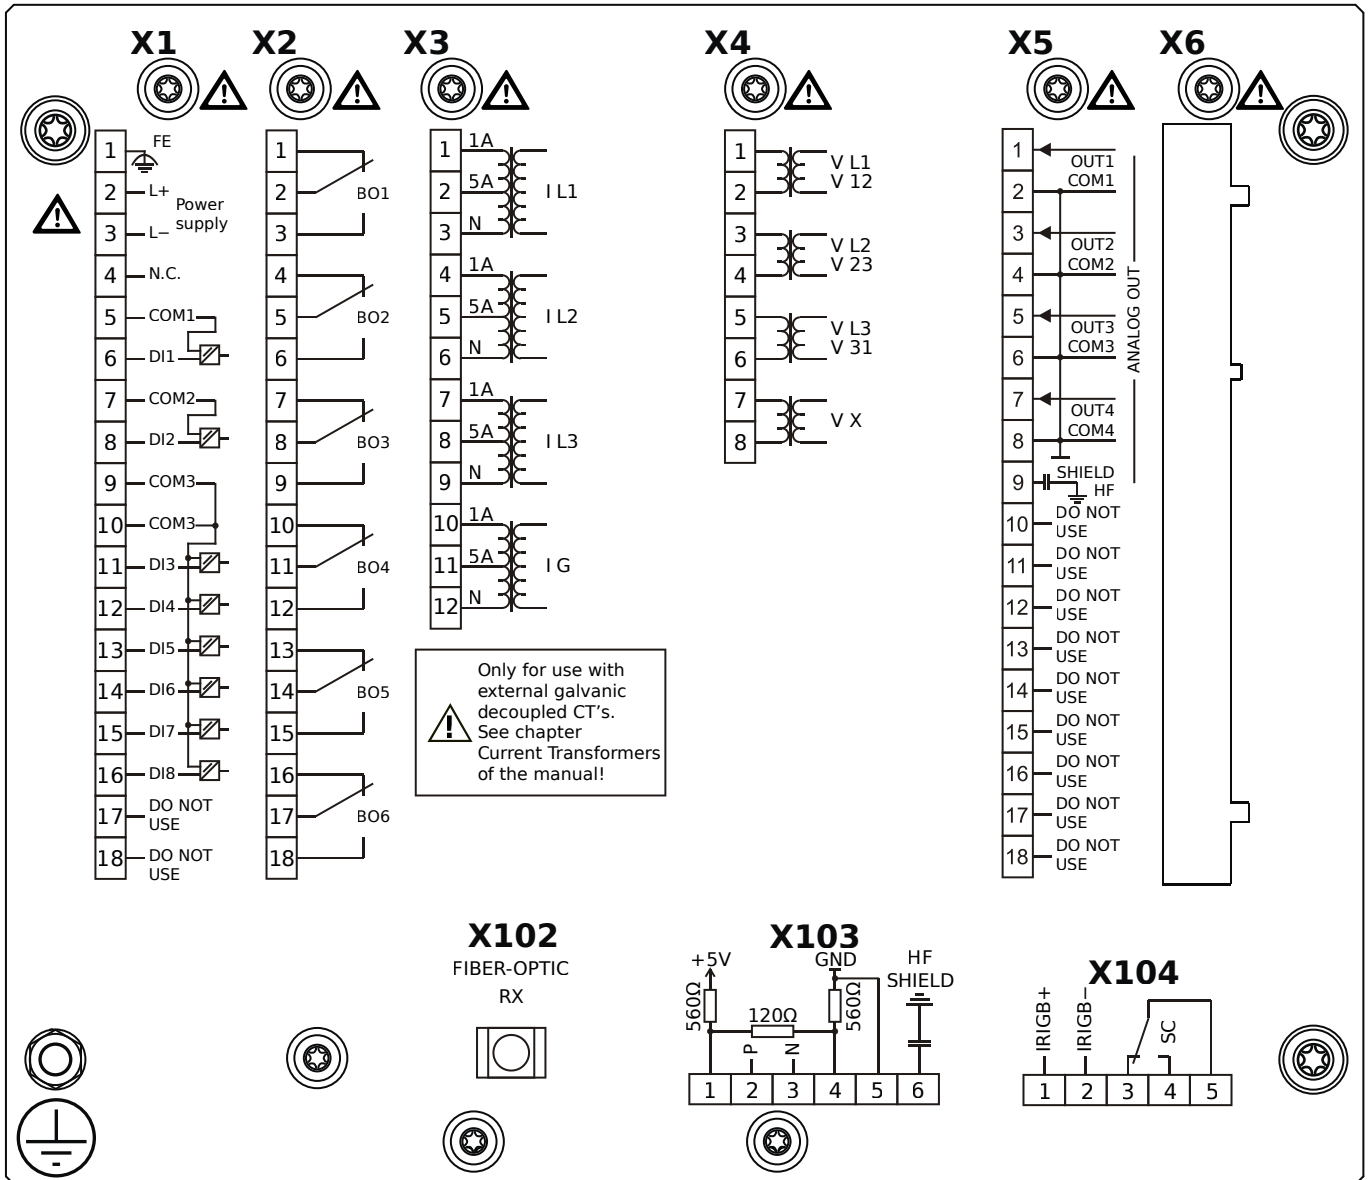 X1
X2
X3
X4
X5
X6
1 FE
2 L+
Power
supply
3 L−
4 N.C.
5 COM1
6 DI1
7 COM2
8 DI2
9 COM3
10 COM3
11 DI3
12 DI4
13 DI5
14 DI6
15 DI7
16 DI8
17 DO NOT
USE
18 DO NOT
USE
1
2 BO1
3
4
5 BO2
6
7
8 BO3
9
10
11 BO4
12
13
14 BO5
15
16
17 BO6
18
1 1A
2 5A I L1
3 N
4 1A
5 5A I L2
6 N
7 1A
8 5A I L3
9 N
10 1A
11 5A I G
12 N
Only for use with
external galvanic
decoupled CT's.
See chapter
Current Transformers
of the manual!
1 V L1
2 V 12
3 V L2
4 V 23
5 V L3
6 V 31
7 V X
8
1 OUT1
2 COM1
3 OUT2
4 COM2
5 OUT3
6 COM3
7 OUT4
8 COM4
ANALOG OUT
9 SHIELD
HF
10 DO NOT
USE
11 DO NOT
USE
12 DO NOT
USE
13 DO NOT
USE
14 DO NOT
USE
15 DO NOT
USE
16 DO NOT
USE
17 DO NOT
USE
18 DO NOT
USE
X102
FIBER-OPTIC
RX
X103
+5V
GND
HF
SHIELD
560Ω
120Ω
560Ω
P
N
1 2 3 4 5 6
X104
IRIGB+
IRIGB−
SC
1 2 3 4 5